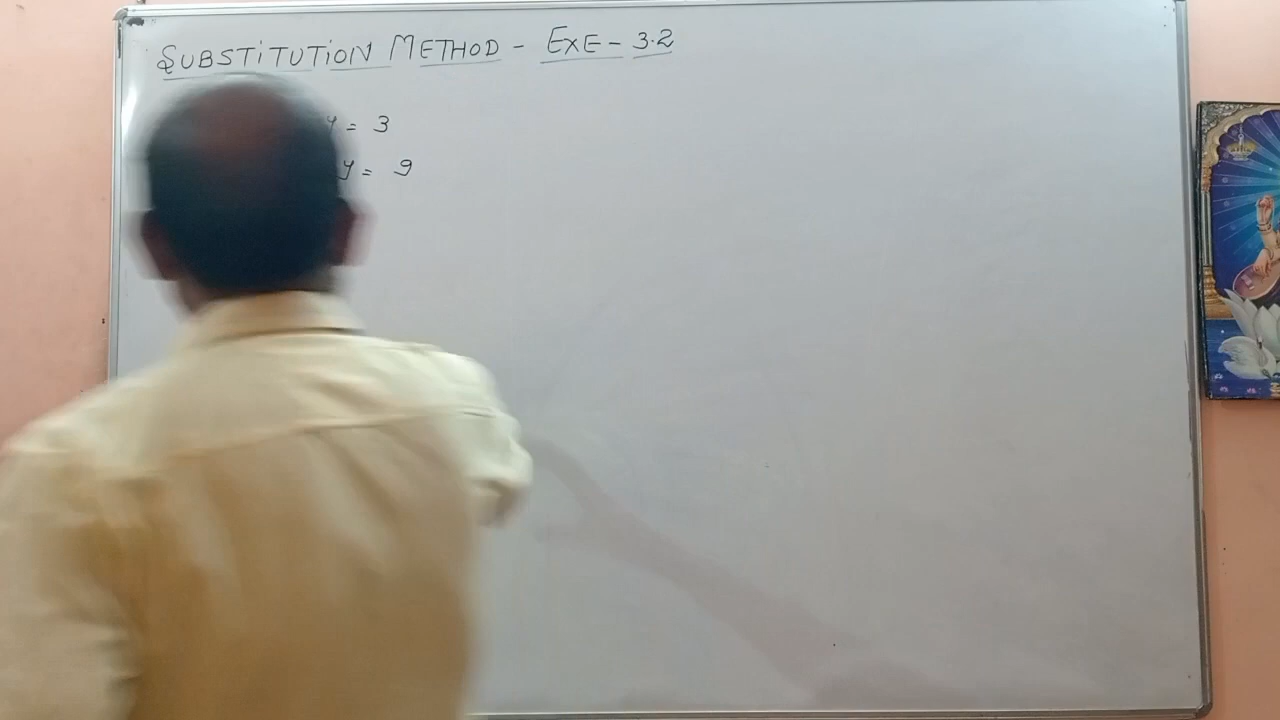 SUBSTITUTION METHOD - EXE - 3.2
y = 3
y = 9